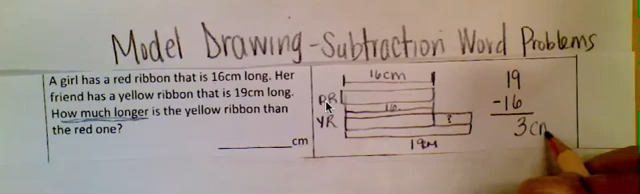 Model Drawing - Subtraction Word Problems
A girl has a red ribbon that is 16cm long. Her
friend has a yellow ribbon that is 19cm long.
How much longer is the yellow ribbon than
the red one?
cm
16cm
RR
16
YR
?
19cm
19
-16
3cm